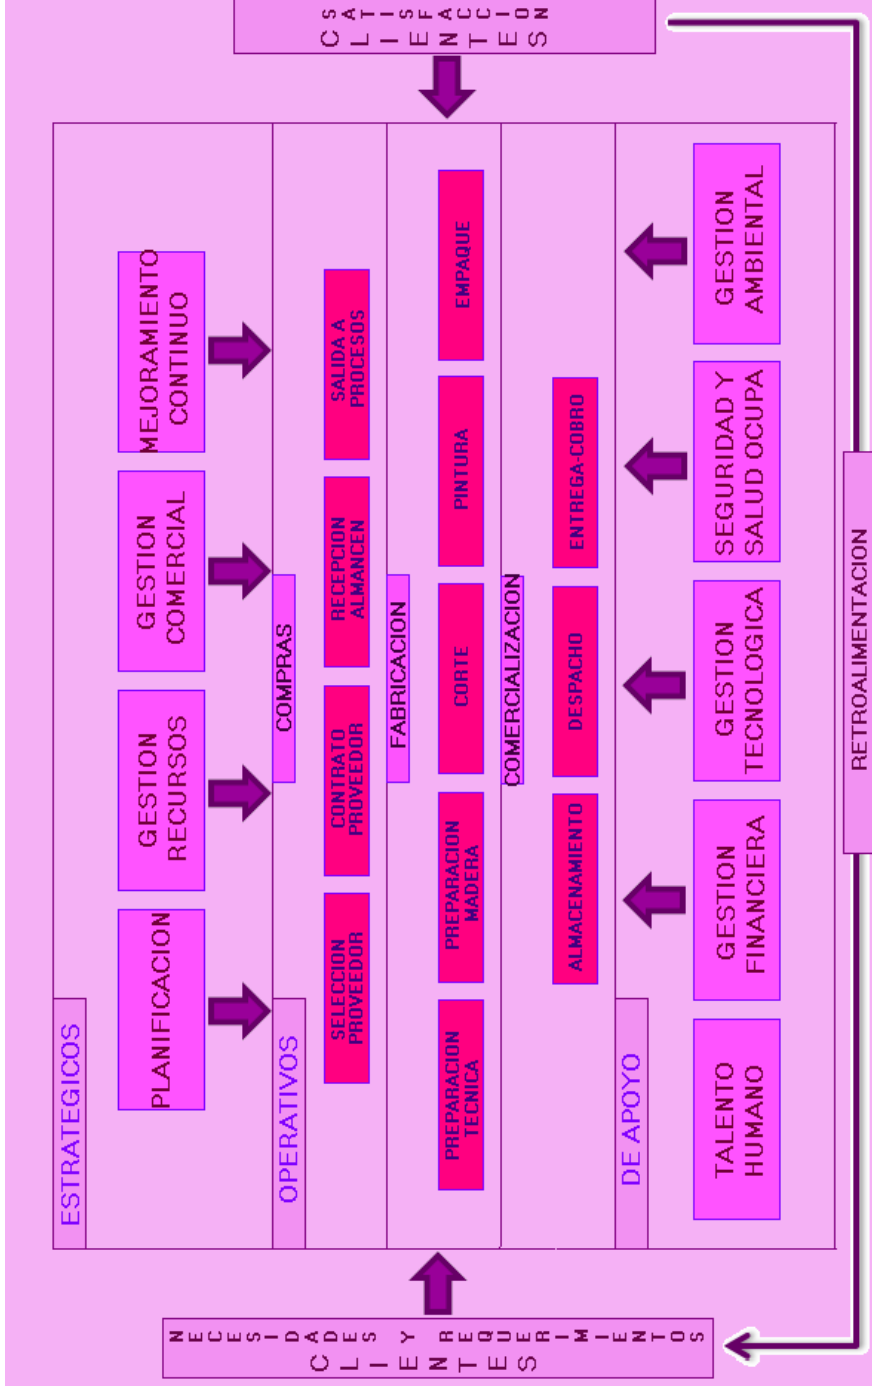 ESTRATEGICOS
PLANIFICACION
GESTION
RECURSOS
GESTION
COMERCIAL
MEJORAMIENTO
CONTINUO
OPERATIVOS
COMPRAS
SELECCION
PROVEEDOR
CONTRATO
PROVEEDOR
RECEPCION
ALMANCEN
SALIDA A
PROCESOS
FABRICACION
PREPARACION
TECNICA
PREPARACION
MADERA
CORTE
PINTURA
EMPAQUE
COMERCIALIZACION
ALMACENAMIENTO
DESPACHO
ENTREGA-COBRO
DE APOYO
TALENTO
HUMANO
GESTION
FINANCIERA
GESTION
TECNOLOGICA
SEGURIDAD Y
SALUD OCUPA
GESTION
AMBIENTAL
NECESIDADES Y REQUERIMIENTOS
CLIENTES
SATISFACCION
CLIENTES
RETROALIMENTACION